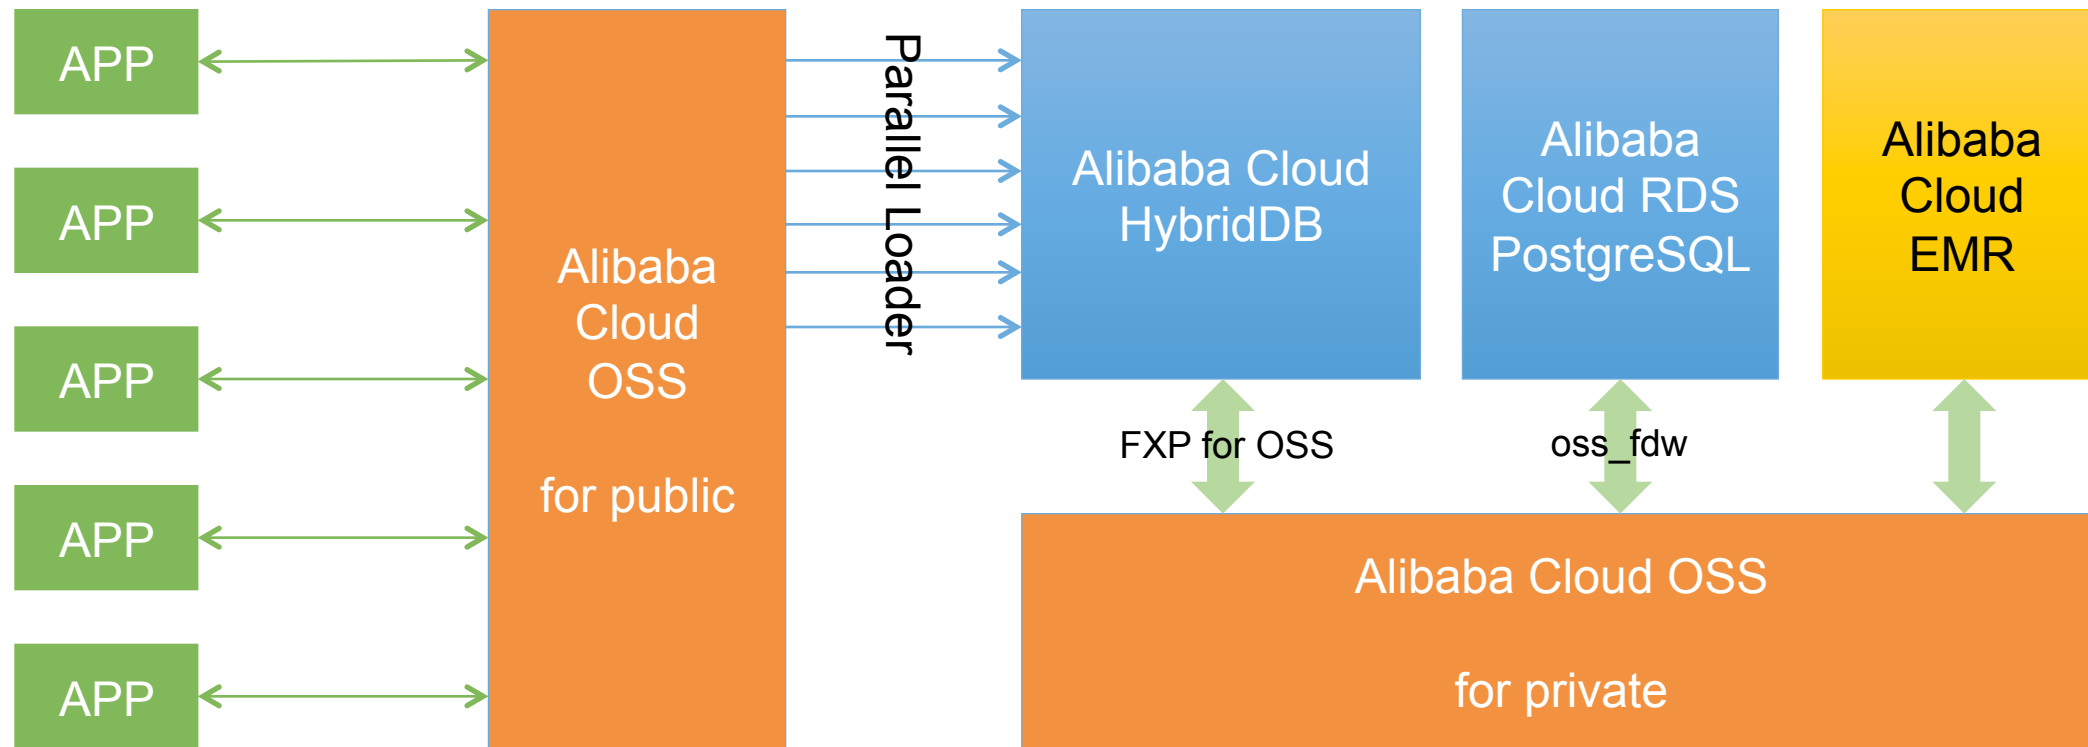 APP
APP
APP
APP
APP
Alibaba
Cloud
OSS
for public
Parallel Loader
Alibaba Cloud
HybridDB
Alibaba
Cloud RDS
PostgreSQL
Alibaba
Cloud
EMR
FXP for OSS
oss_fdw
Alibaba Cloud OSS
for private